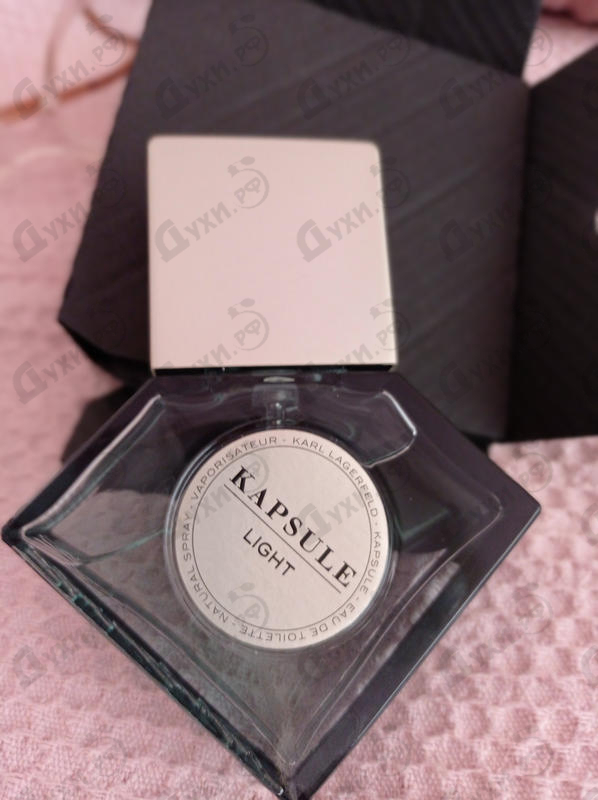 VAPORISATEUR - KARL LAGERFELD - KAPSULE - EAU DE TOILETTE - NATURAL SPRAY -
KAPSULE
LIGHT
Духи.рф